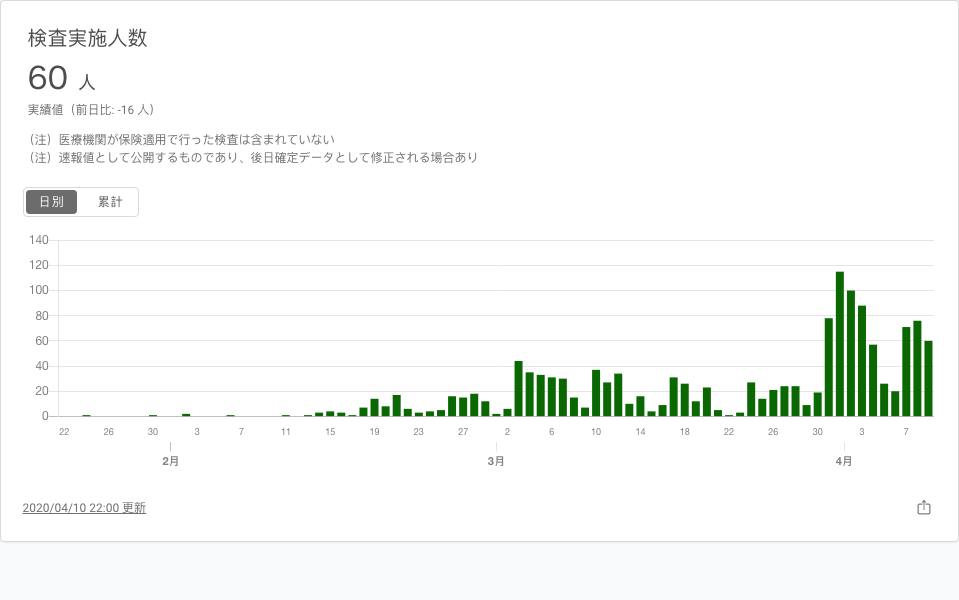 検査実施人数
60 人
実績値（前日比: -16 人）
（注）医療機関が保険適用で行った検査は含まれていない
（注）速報値として公開するものであり、後日確定データとして修正される場合あり
日別 累計
140
120
100
80
60
40
20
0
22 26 30 3 7 11 15 19 23 27 2 6 10 14 18 22 26 30 3 7
2月 3月 4月
2020/04/10 22:00 更新